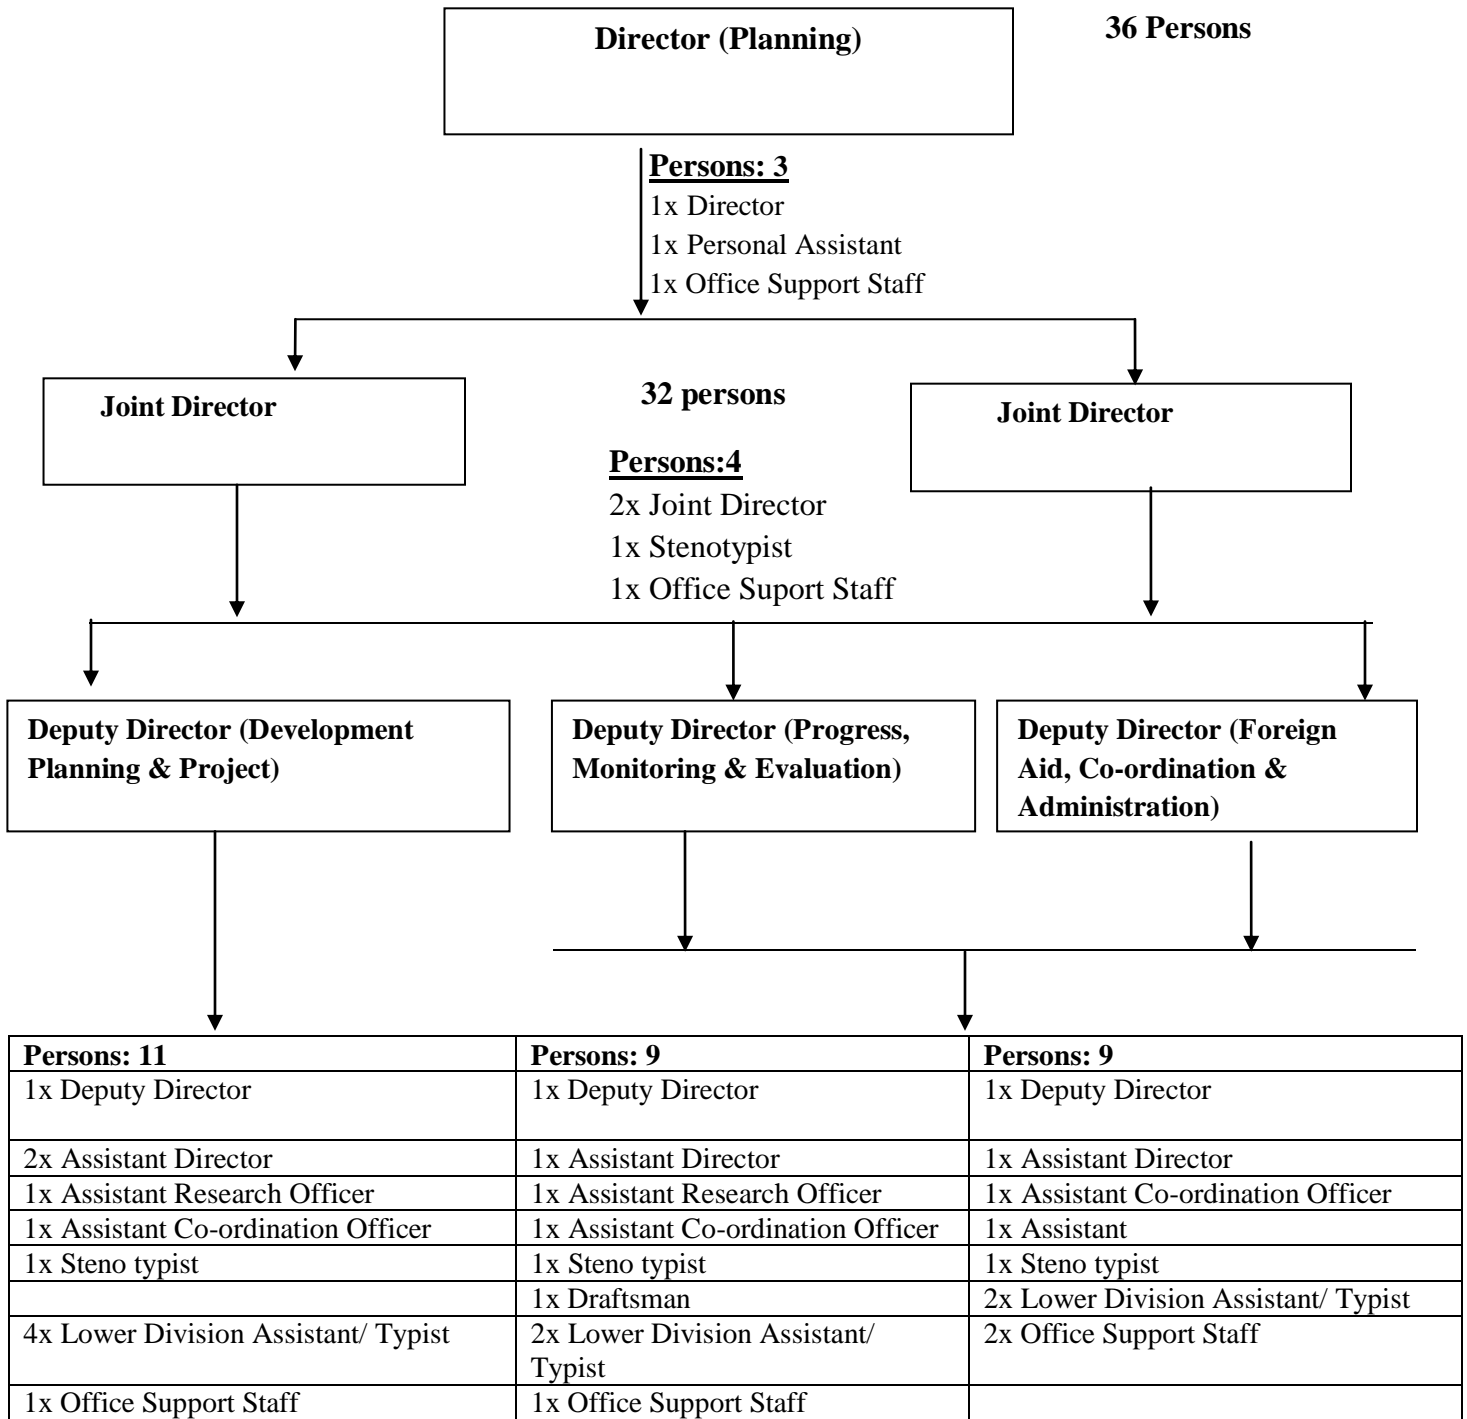 Director (Planning)
36 Persons
Persons: 3
1x Director
1x Personal Assistant
1x Office Support Staff
Joint Director
32 persons
Joint Director
Persons:4
2x Joint Director
1x Stenotypist
1x Office Suport Staff
Deputy Director (Development
Planning & Project)
Deputy Director (Progress,
Monitoring & Evaluation)
Deputy Director (Foreign
Aid, Co-ordination &
Administration)
Persons: 11
Persons: 9
Persons: 9
1x Deputy Director
1x Deputy Director
1x Deputy Director
2x Assistant Director
1x Assistant Director
1x Assistant Director
1x Assistant Research Officer
1x Assistant Research Officer
1x Assistant Co-ordination Officer
1x Assistant Co-ordination Officer
1x Assistant Co-ordination Officer
1x Assistant
1x Steno typist
1x Steno typist
1x Steno typist
1x Draftsman
2x Lower Division Assistant/ Typist
4x Lower Division Assistant/ Typist
2x Lower Division Assistant/
Typist
2x Office Support Staff
1x Office Support Staff
1x Office Support Staff